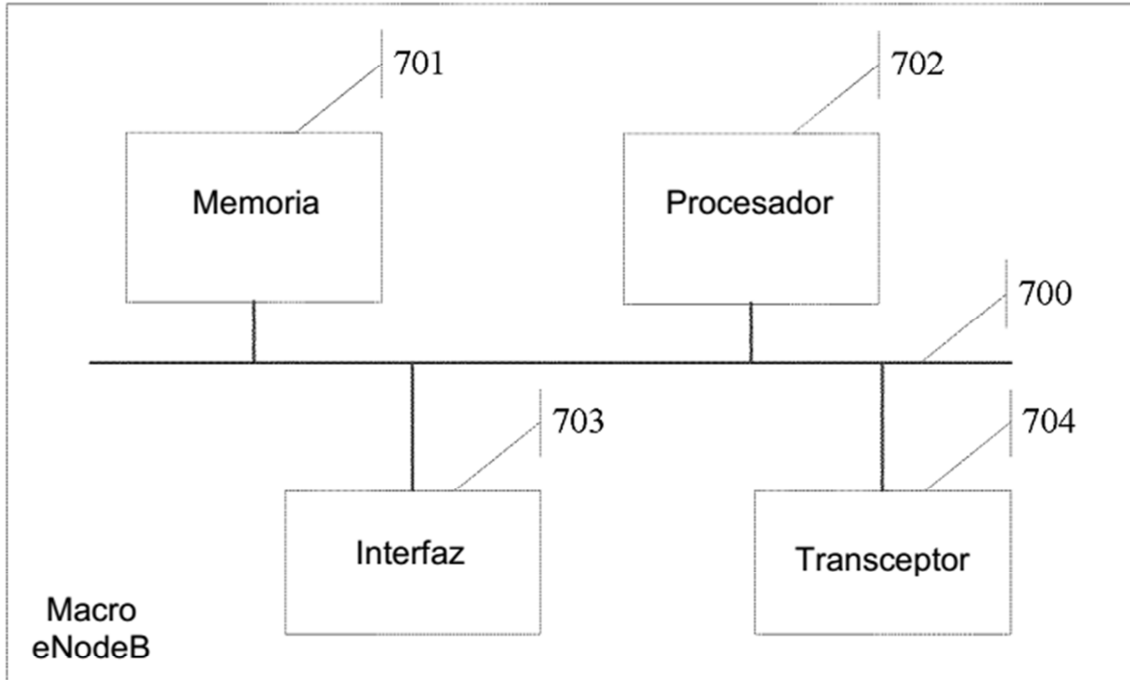 701
702
Memoria
Procesador
700
703
704
Interfaz
Transceptor
Macro
eNodeB